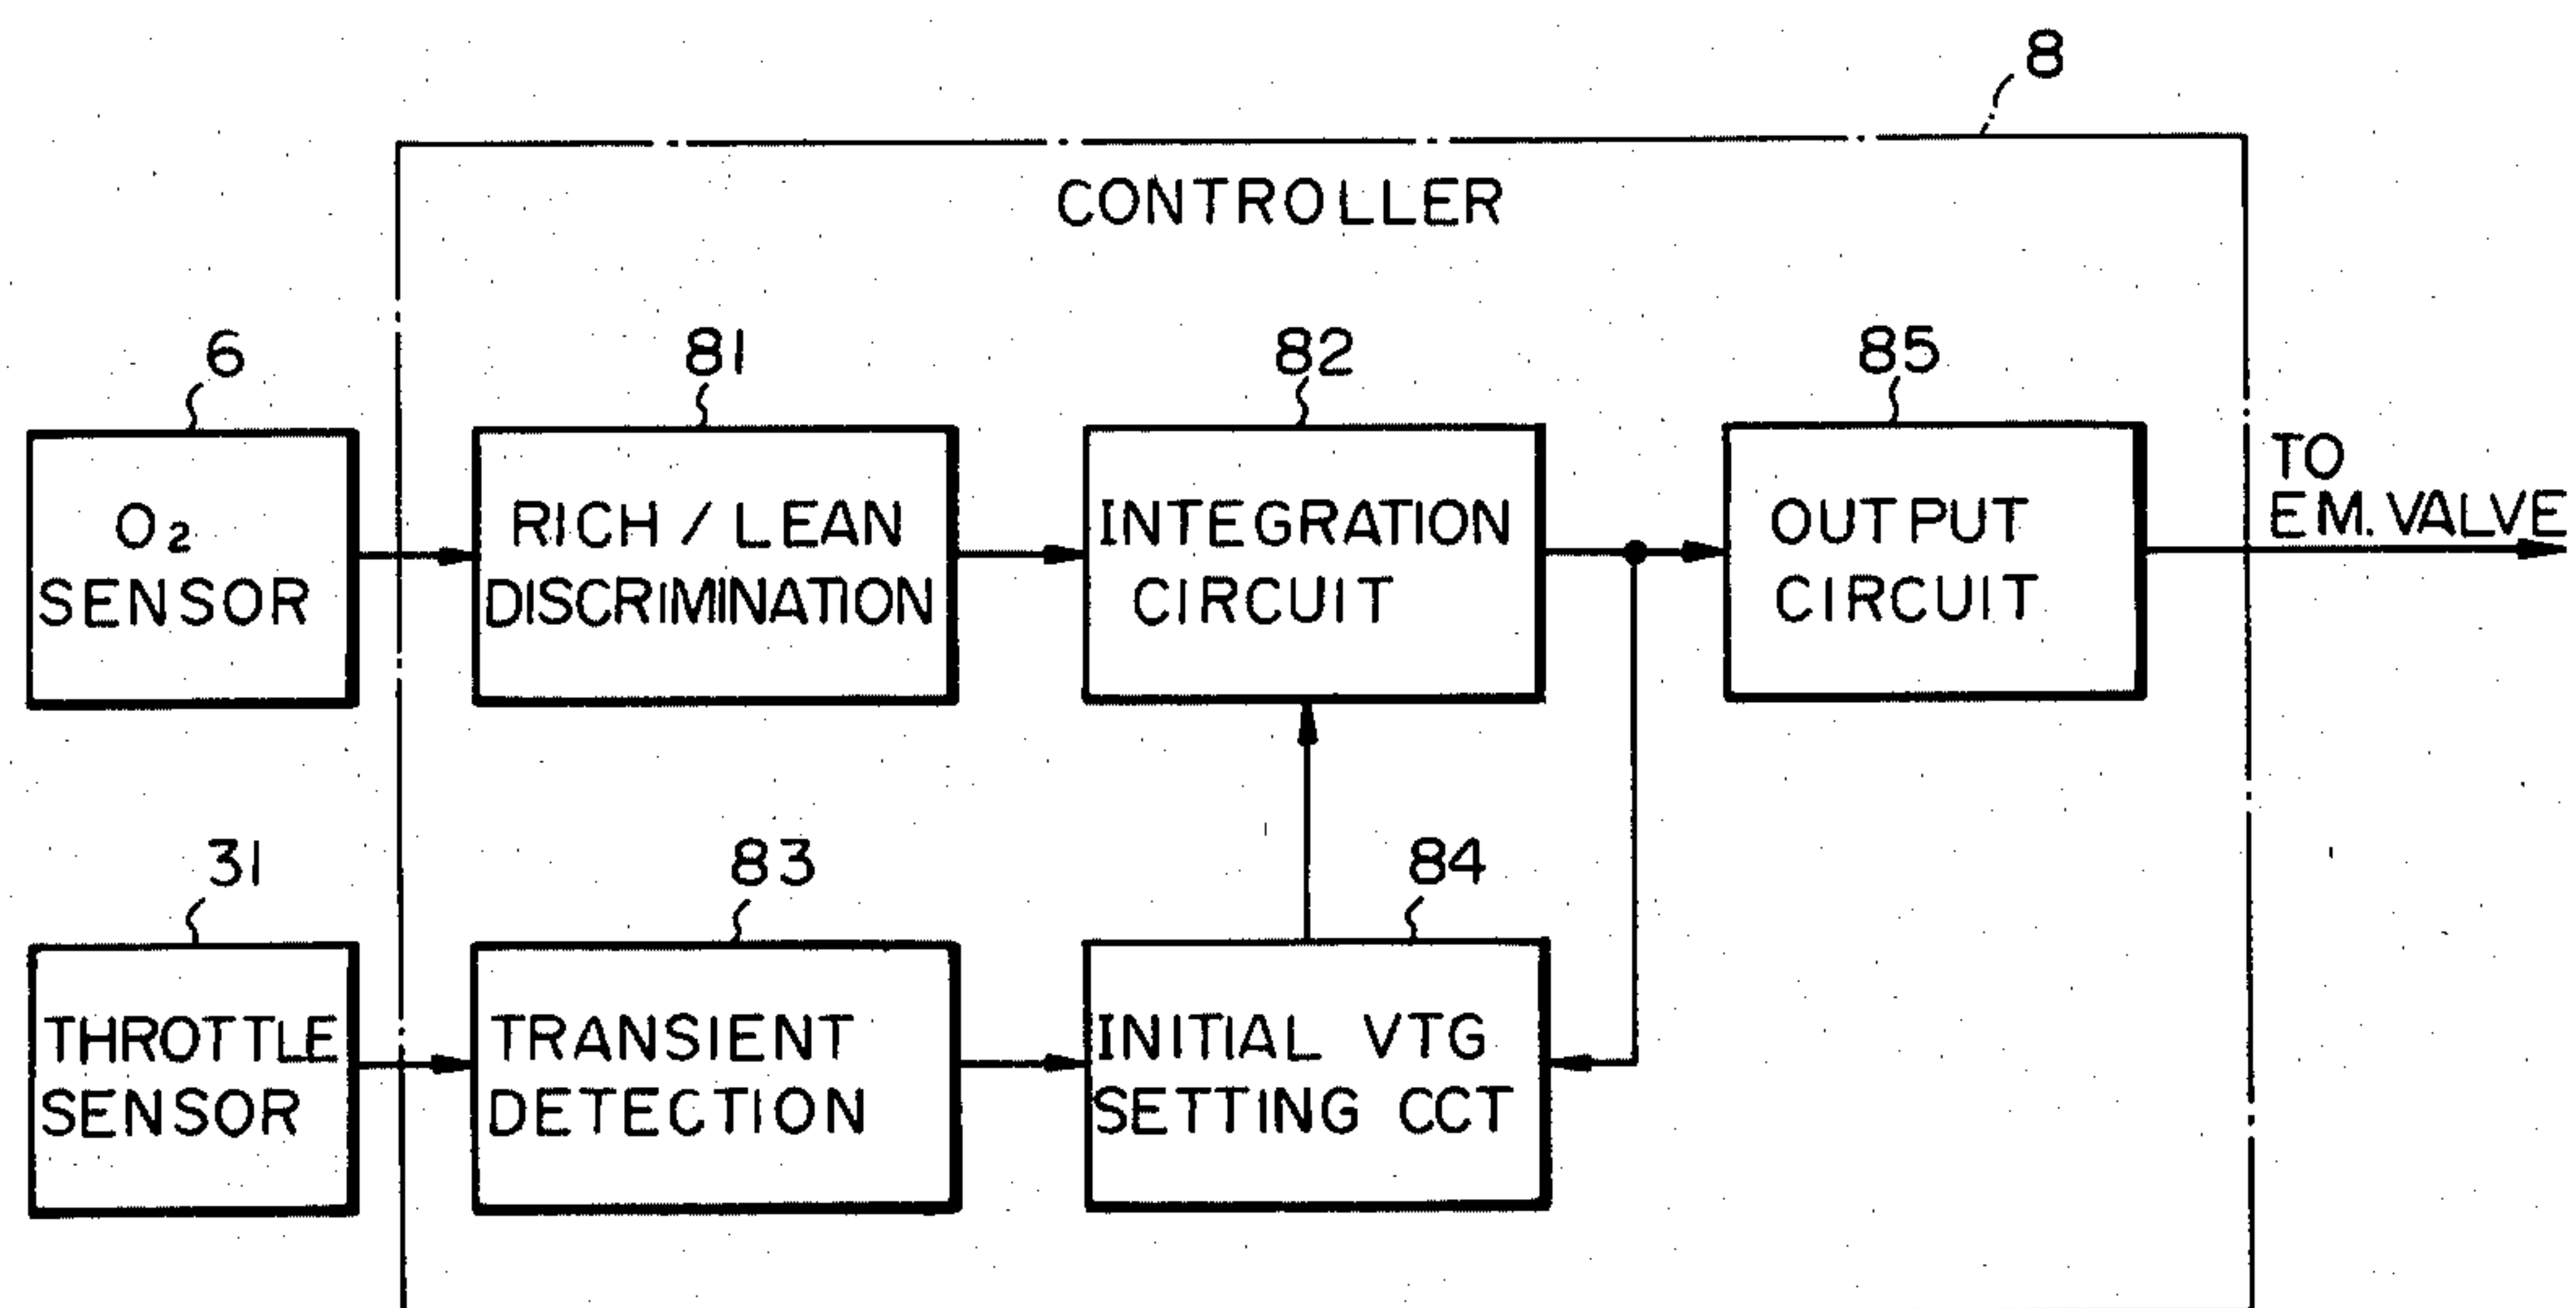 8
CONTROLLER
6
81
82
85
O₂
SENSOR
RICH / LEAN
DISCRIMINATION
INTEGRATION
CIRCUIT
OUTPUT
CIRCUIT
TO
EM. VALVE
31
83
84
THROTTLE
SENSOR
TRANSIENT
DETECTION
INITIAL VTG
SETTING CCT